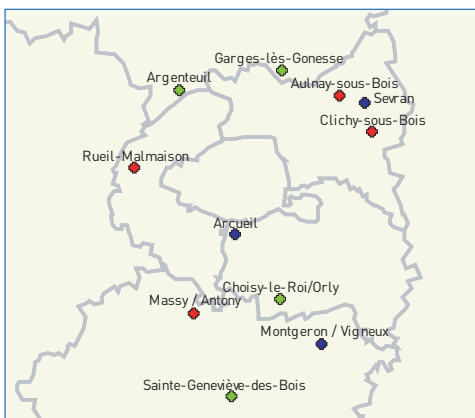 Garges-lès-Gonesse
Argenteuil
Aulnay-sous-Bois
Sevran
Clichy-sous-Bois
Rueil-Malmaison
Arcueil
Choisy-le-Roi/Orly
Massy / Antony
Montgeron / Vigneux
Sainte-Geneviève-des-Bois